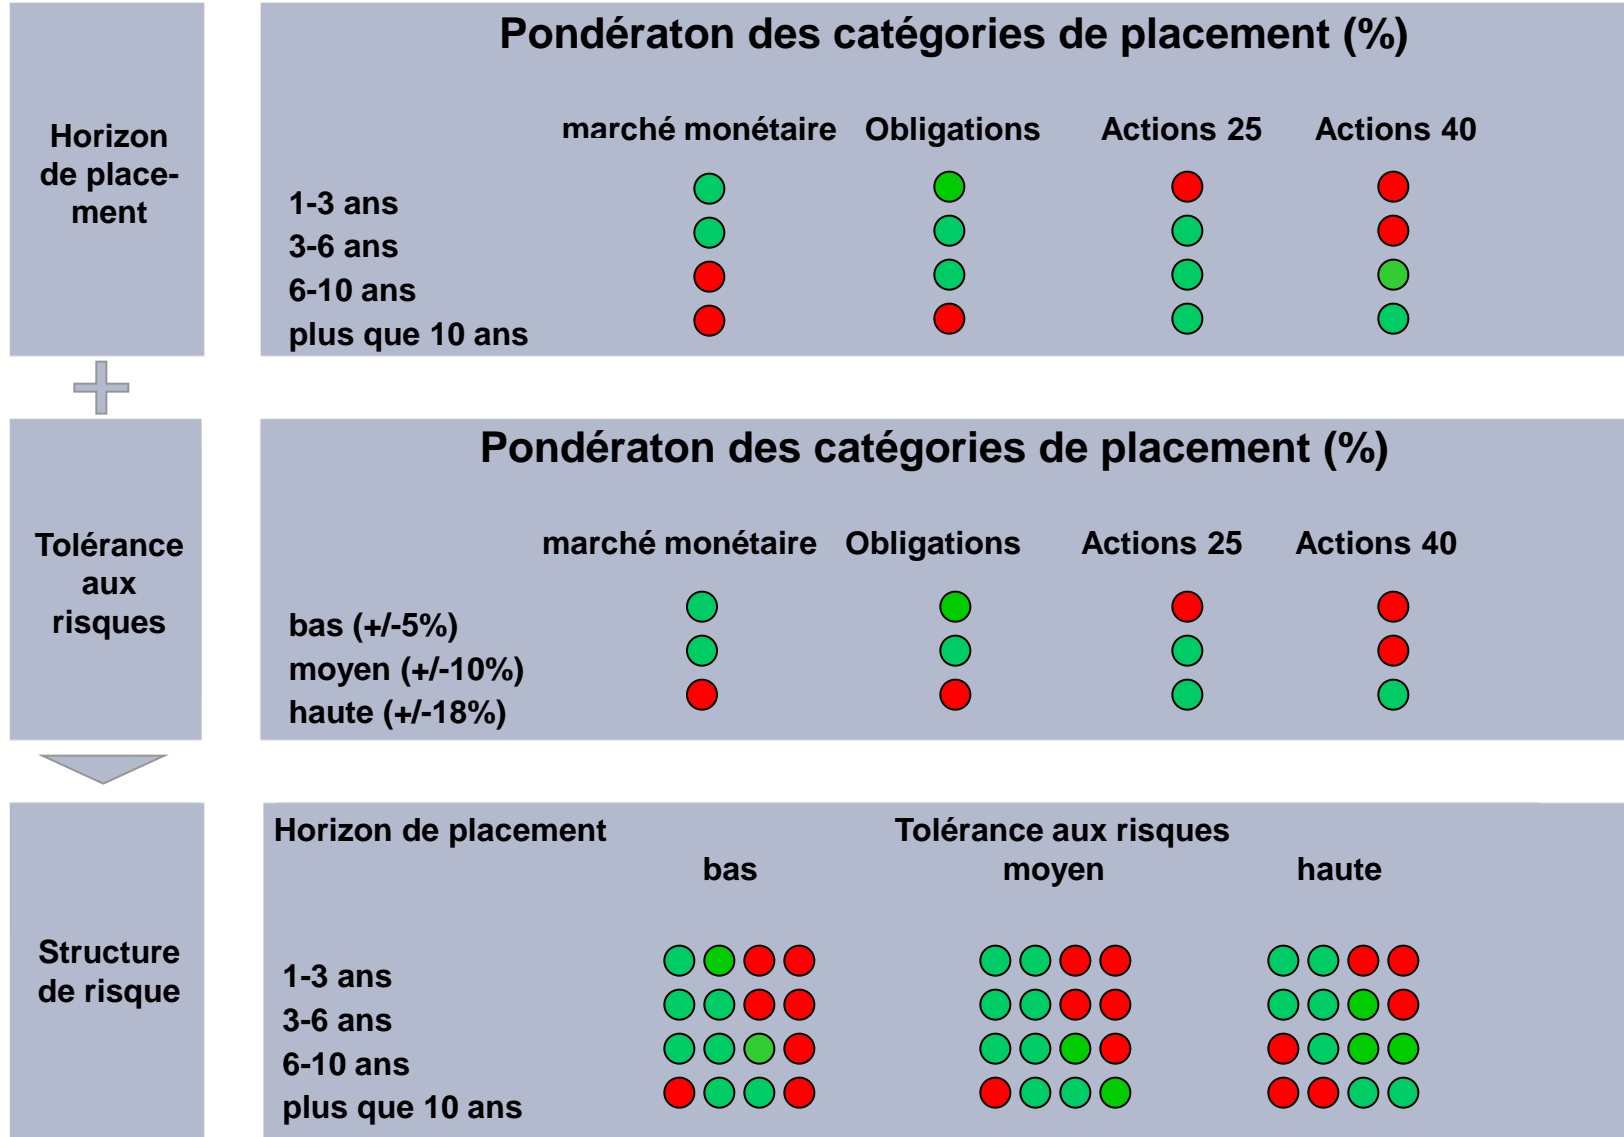 Horizon
de place-
ment
Pondératon des catégories de placement (%)
marché monétaire Obligations Actions 25 Actions 40
1-3 ans
3-6 ans
6-10 ans
plus que 10 ans
Tolérance
aux
risques
Pondératon des catégories de placement (%)
marché monétaire Obligations Actions 25 Actions 40
bas (+/-5%)
moyen (+/-10%)
haute (+/-18%)
Structure
de risque
Horizon de placement Tolérance aux risques
bas moyen haute
1-3 ans
3-6 ans
6-10 ans
plus que 10 ans